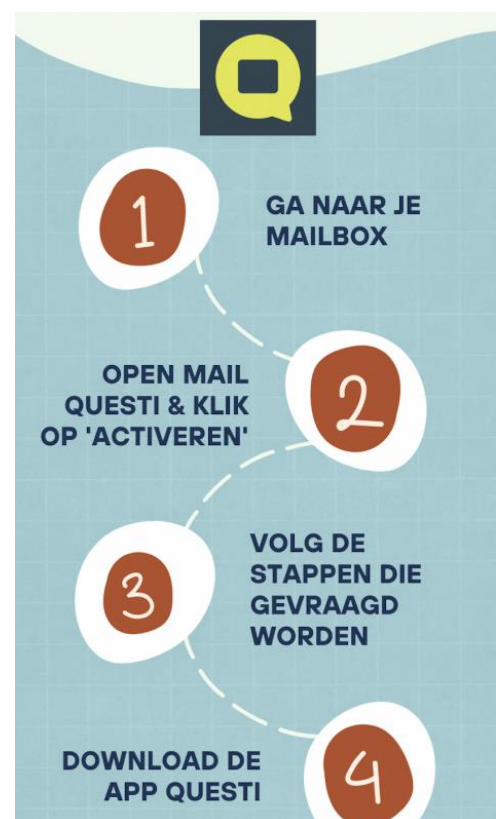 1
GA NAAR JE
MAILBOX
OPEN MAIL
QUESTI & KLIK
OP 'ACTIVEREN'
2
3
VOLG DE
STAPPEN DIE
GEVRAAGD
WORDEN
DOWNLOAD DE
APP QUESTI
4